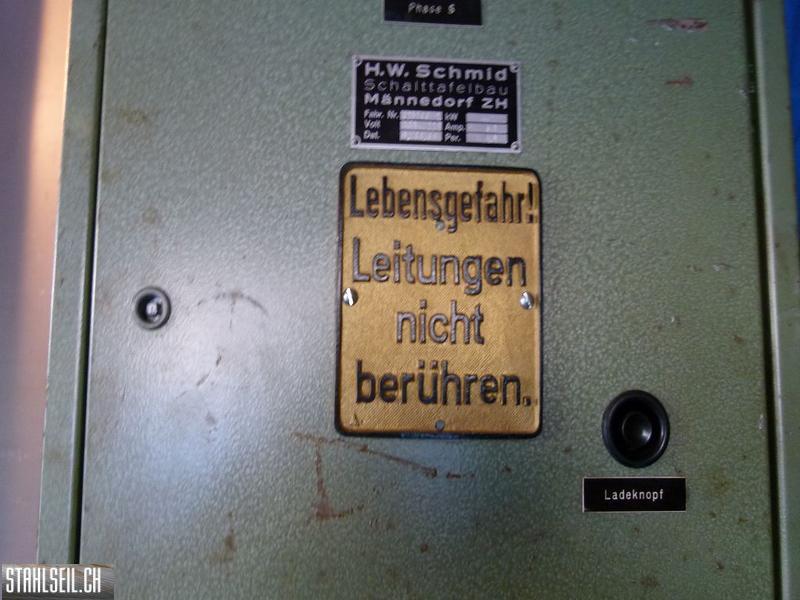 Phase S
H.W. Schmid
Schalttafelbau
Männedorf ZH
Fabr. Nr. kW
Volt Amp.
Dat. Per.
Lebensgefahr!
Leitungen
nicht
berühren.
Ladeknopf
STAHLSEIL.CH